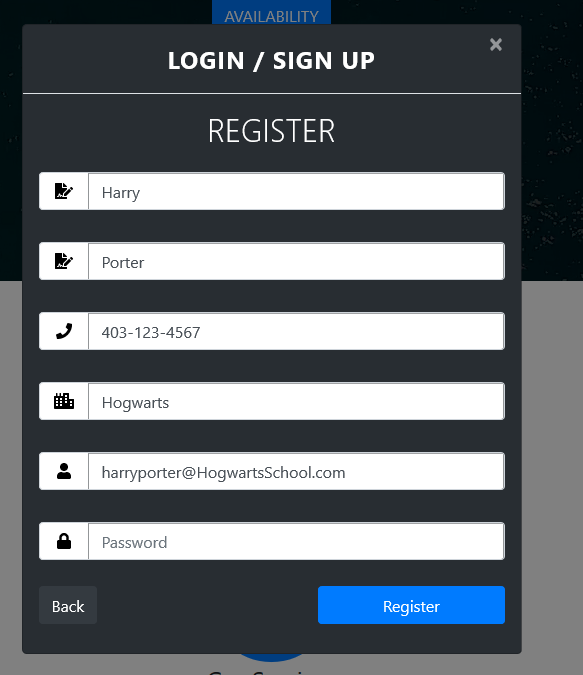 AVAILABILITY
LOGIN / SIGN UP
×
REGISTER
Harry
Porter
403-123-4567
Hogwarts
harryporter@HogwartsSchool.com
Password
Back
Register